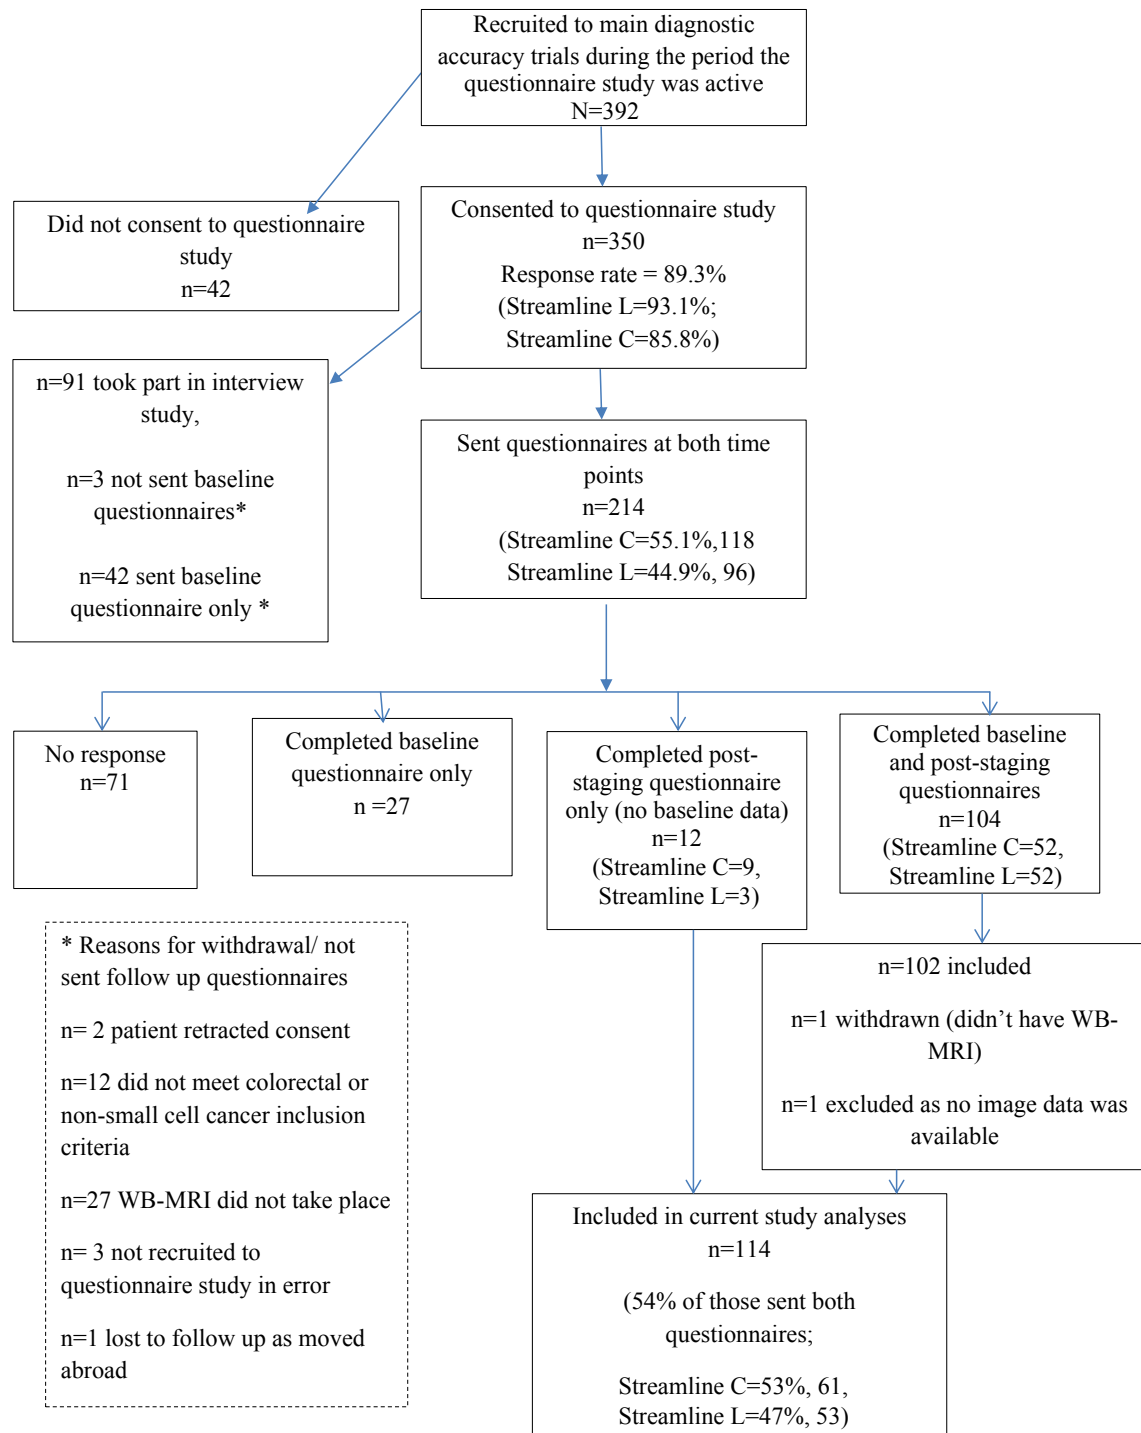 Recruited to main diagnostic
accuracy trials during the period the
questionnaire study was active
N=392
Did not consent to questionnaire
study
n=42
Consented to questionnaire study
n=350
Response rate = 89.3%
(Streamline L=93.1%;
Streamline C=85.8%)
n=91 took part in interview
study,
n=3 not sent baseline
questionnaires*
n=42 sent baseline
questionnaire only *
Sent questionnaires at both time
points
n=214
(Streamline C=55.1%,118
Streamline L=44.9%, 96)
No response
n=71
Completed baseline
questionnaire only
n =27
Completed post-
staging questionnaire
only (no baseline data)
n=12
(Streamline C=9,
Streamline L=3)
Completed baseline
and post-staging
questionnaires
n=104
(Streamline C=52,
Streamline L=52)
* Reasons for withdrawal/ not
sent follow up questionnaires
n= 2 patient retracted consent
n=12 did not meet colorectal or
non-small cell cancer inclusion
criteria
n=27 WB-MRI did not take place
n= 3 not recruited to
questionnaire study in error
n=1 lost to follow up as moved
abroad
n=102 included
n=1 withdrawn (didn’t have WB-
MRI)
n=1 excluded as no image data was
available
Included in current study analyses
n=114
(54% of those sent both
questionnaires;
Streamline C=53%, 61,
Streamline L=47%, 53)